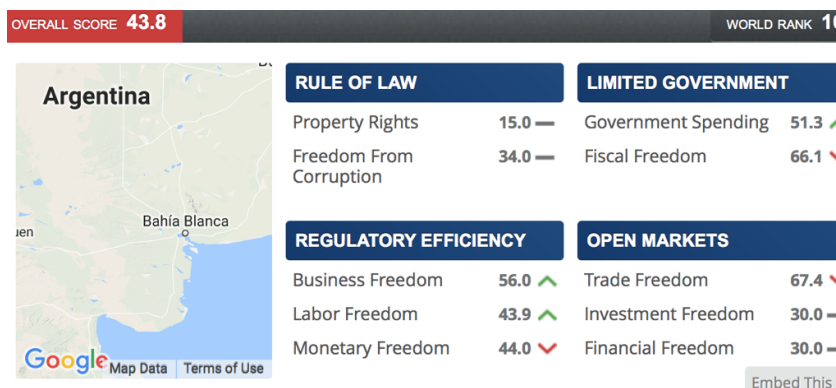 OVERALL SCORE 43.8
WORLD RANK
Argentina
Bahía Blanca
Google
Map Data
Terms of Use
RULE OF LAW
Property Rights 15.0
Freedom From
Corruption 34.0
LIMITED GOVERNMENT
Government Spending 51.3
Fiscal Freedom 66.1
REGULATORY EFFICIENCY
Business Freedom 56.0
Labor Freedom 43.9
Monetary Freedom 44.0
OPEN MARKETS
Trade Freedom 67.4
Investment Freedom 30.0
Financial Freedom 30.0
Embed This